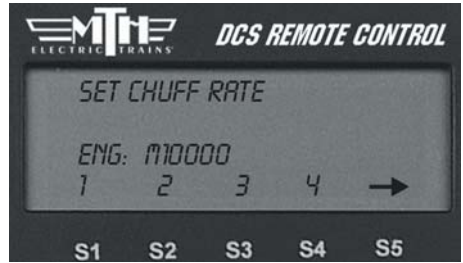 MTH
ELECTRIC TRAINS
DCS REMOTE CONTROL
SET CHUFF RATE
ENG: M10000
1 2 3 4 →
S1 S2 S3 S4 S5